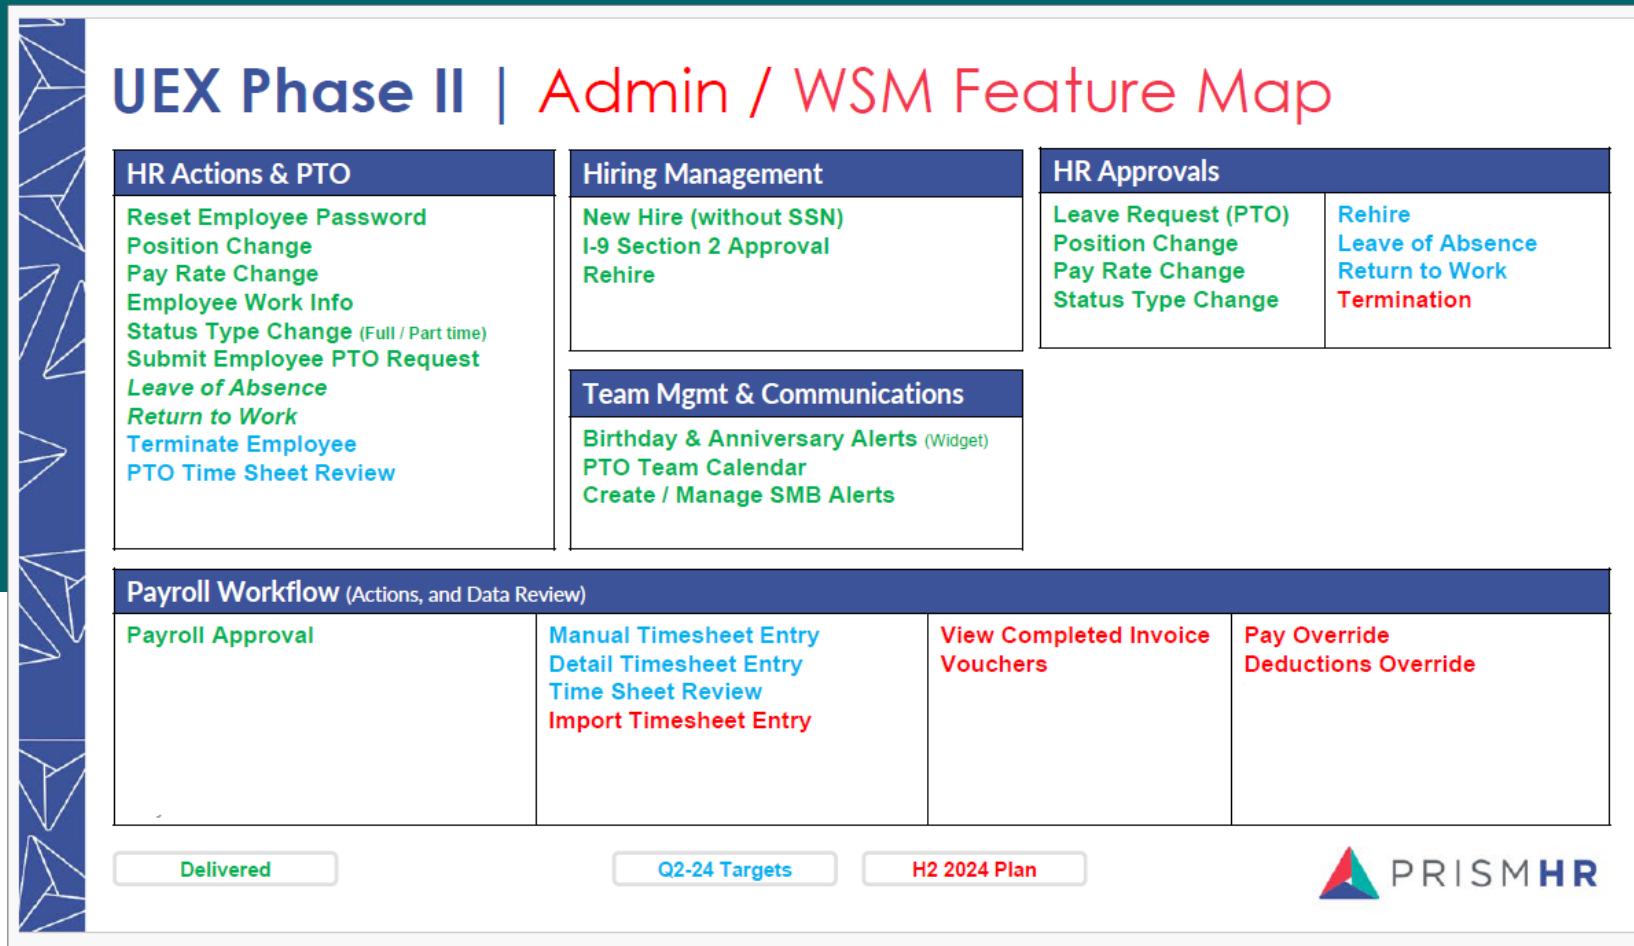 UEX Phase II | Admin / WSM Feature Map
HR Actions & PTO
Reset Employee Password
Position Change
Pay Rate Change
Employee Work Info
Status Type Change (Full / Part time)
Submit Employee PTO Request
Leave of Absence
Return to Work
Terminate Employee
PTO Time Sheet Review
Hiring Management
New Hire (without SSN)
I-9 Section 2 Approval
Rehire
Team Mgmt & Communications
Birthday & Anniversary Alerts (Widget)
PTO Team Calendar
Create / Manage SMB Alerts
HR Approvals
Leave Request (PTO)
Position Change
Pay Rate Change
Status Type Change
Rehire
Leave of Absence
Return to Work
Termination
Payroll Workflow (Actions, and Data Review)
Payroll Approval
Manual Timesheet Entry
Detail Timesheet Entry
Time Sheet Review
Import Timesheet Entry
View Completed Invoice
Vouchers
Pay Override
Deductions Override
Delivered
Q2-24 Targets
H2 2024 Plan
PRISMHR